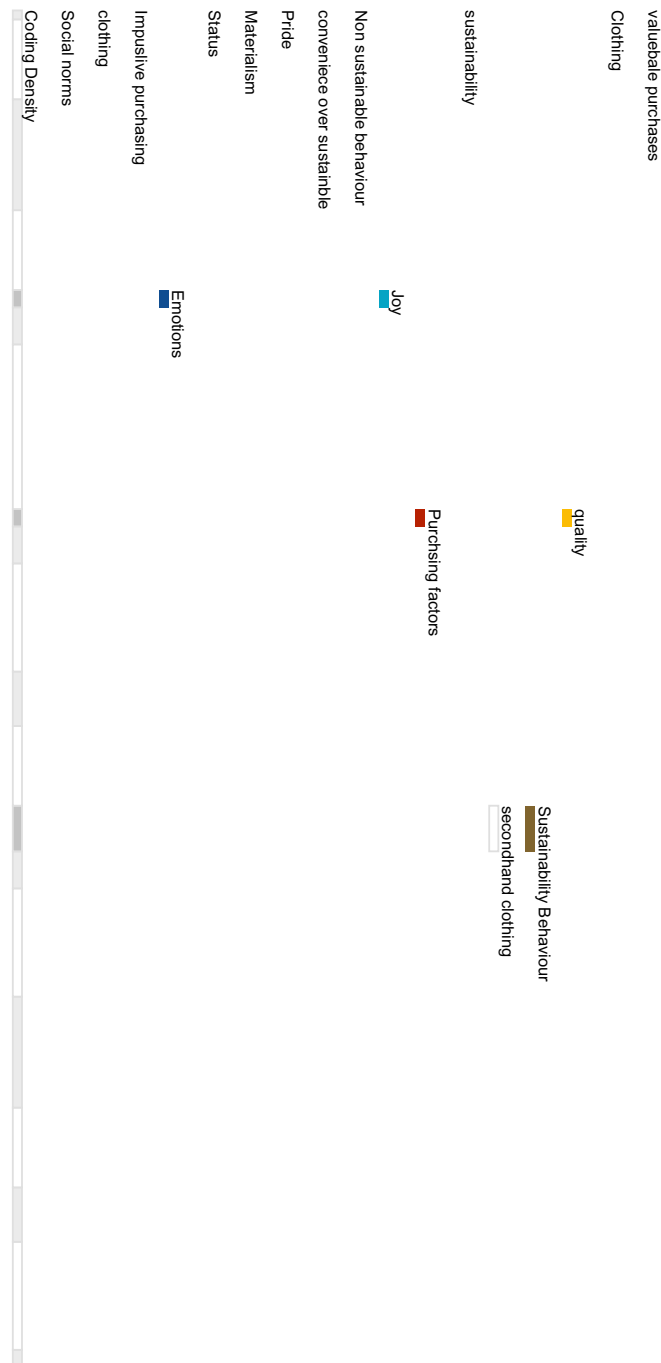 Coding Density
Social norms
clothing
Impuslive purchasing
Emotions
Status
Materialism
Pride
conveniece over sustainble
Non sustainable behaviour
Joy
Purchsing factors
sustainability
secondhand clothing
Sustainability Behaviour
quality
Clothing
valuebale purchases